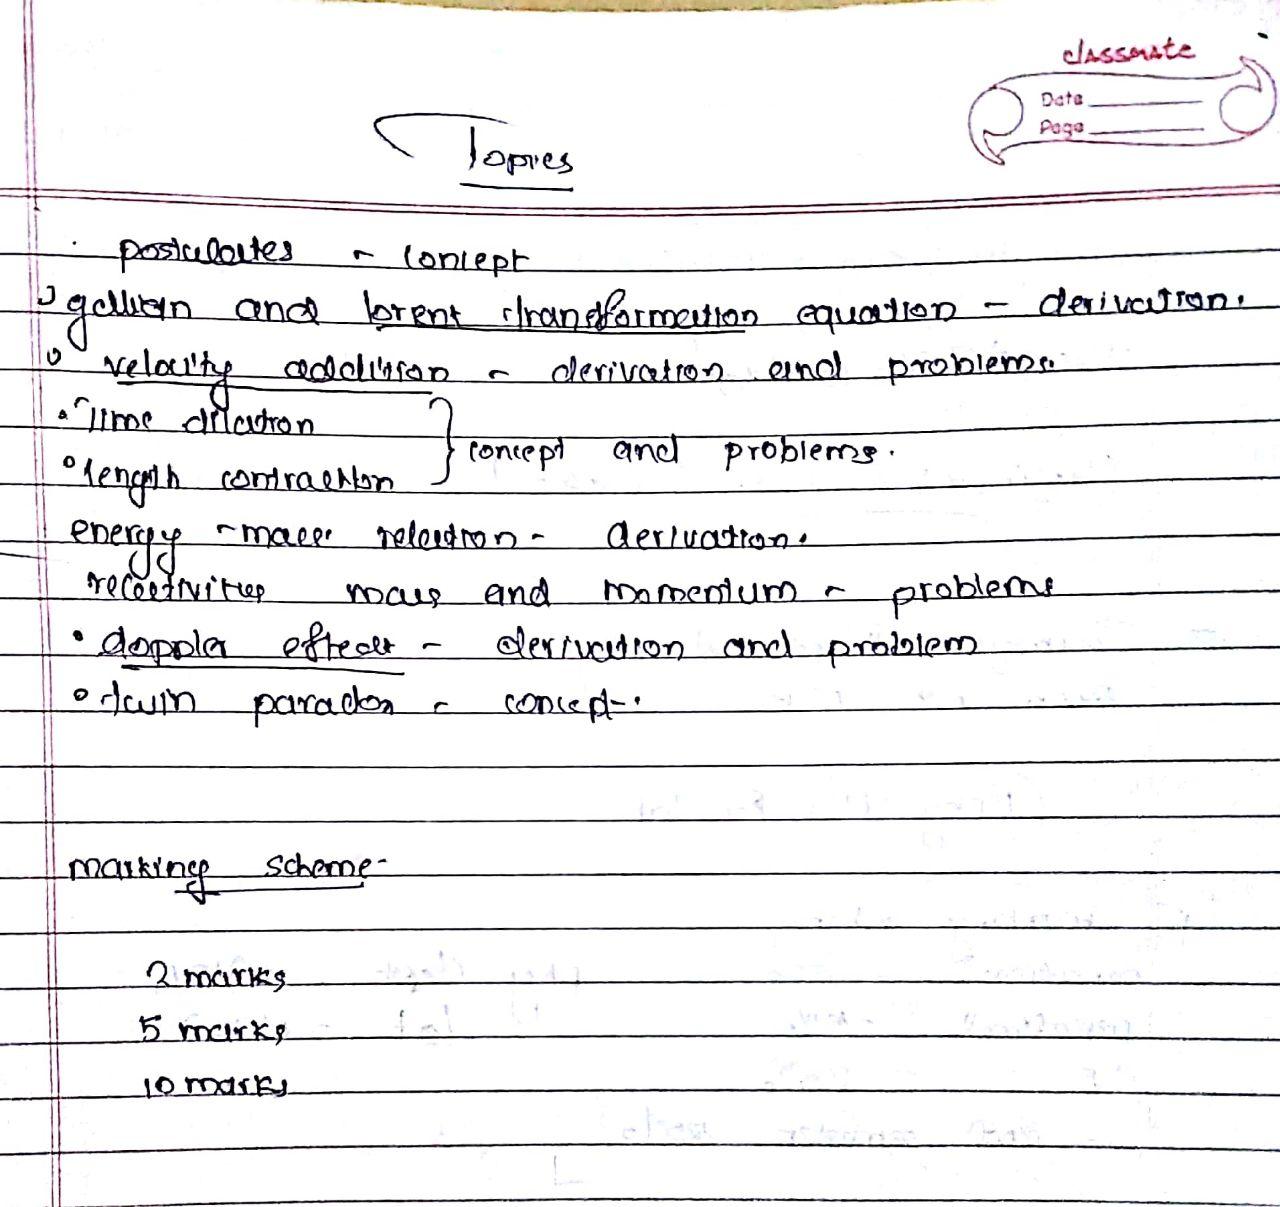 classmate
Date
Page
Topics
postulates - concept
galilian and lorent transformation equation - derivation.
velocity addition - derivation and problems.
Time dilation
concept and problems.
length contraction
energy - mass relation - derivation.
relativities mass and momentum - problems
doppler effect - derivation and problem
twin paradox - concept.
marking scheme-
2 marks
5 marks
10 marks